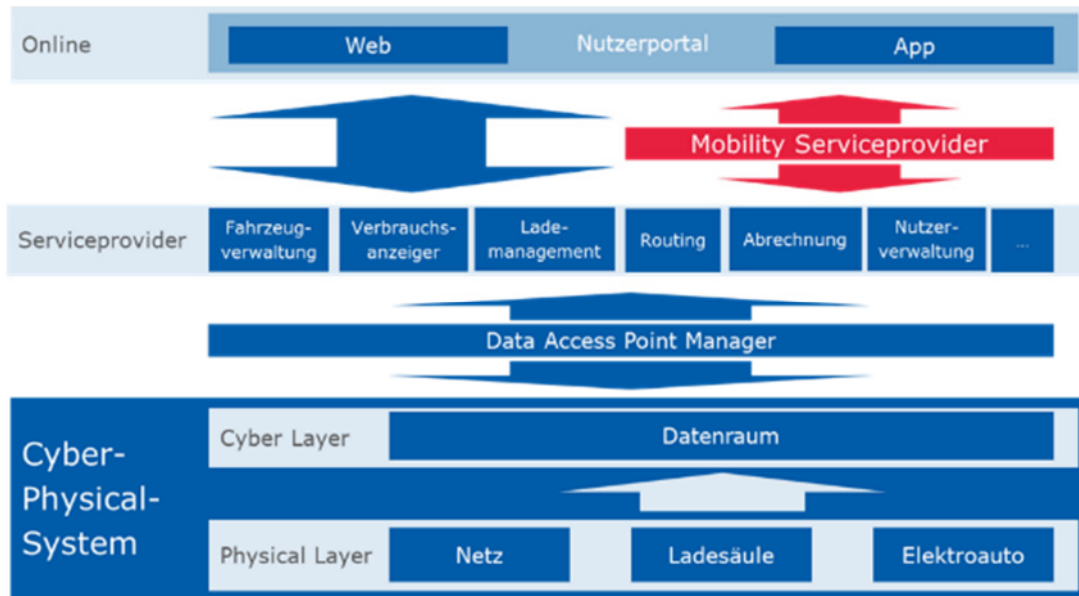 Online
Web
Nutzerportal
App
Mobility Serviceprovider
Serviceprovider
Fahrzeug-
verwaltung
Verbrauchs-
anzeiger
Lade-
management
Routing
Abrechnung
Nutzer-
verwaltung
...
Data Access Point Manager
Cyber-
Physical-
System
Cyber Layer
Datenraum
Physical Layer
Netz
Ladesäule
Elektroauto